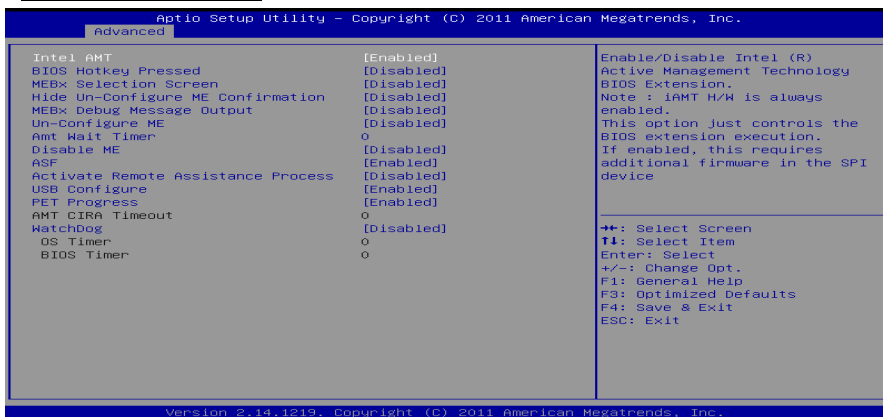 Aptio Setup Utility – Copyright (C) 2011 American Megatrends, Inc.
Advanced
Intel AMT [Enabled]
BIOS Hotkey Pressed [Disabled]
MEBx Selection Screen [Disabled]
Hide Un-Configure ME Confirmation [Disabled]
MEBx Debug Message Output [Disabled]
Un-Configure ME [Disabled]
Amt Wait Timer 0
Disable ME [Disabled]
ASF [Enabled]
Activate Remote Assistance Process [Disabled]
USB Configure [Enabled]
PET Progress [Enabled]
AMT CIRA Timeout 0
WatchDog [Disabled]
OS Timer 0
BIOS Timer 0
Enable/Disable Intel (R)
Active Management Technology
BIOS Extension.
Note : iAMT H/W is always
enabled.
This option just controls the
BIOS extension execution.
If enabled, this requires
additional firmware in the SPI
device
→←: Select Screen
↑↓: Select Item
Enter: Select
+/-: Change Opt.
F1: General Help
F3: Optimized Defaults
F4: Save & Exit
ESC: Exit
Version 2.14.1219. Copyright (C) 2011 American Megatrends, Inc.